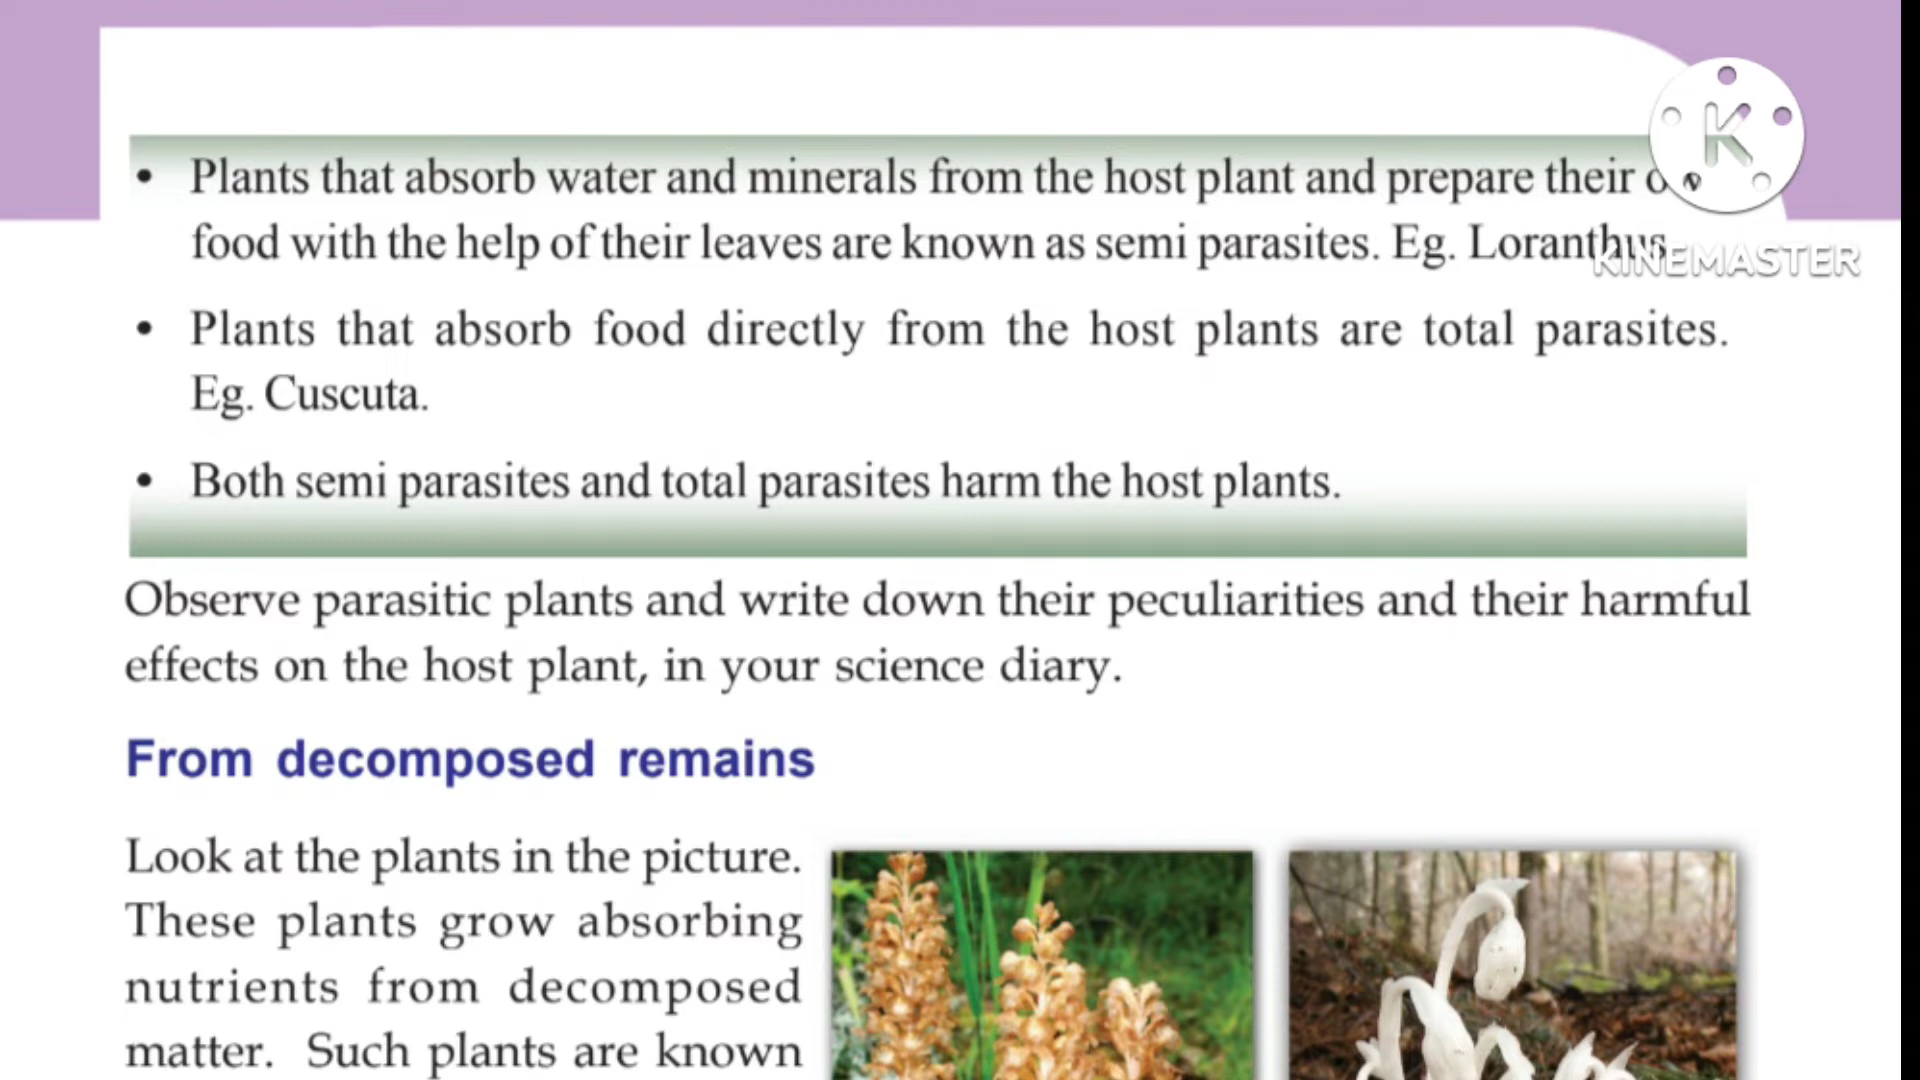 • Plants that absorb water and minerals from the host plant and prepare their
food with the help of their leaves are known as semi parasites. Eg. Loranthus
KINEMASTER
• Plants that absorb food directly from the host plants are total parasites.
Eg. Cuscuta.
• Both semi parasites and total parasites harm the host plants.
Observe parasitic plants and write down their peculiarities and their harmful
effects on the host plant, in your science diary.
From decomposed remains
Look at the plants in the picture.
These plants grow absorbing
nutrients from decomposed
matter. Such plants are known